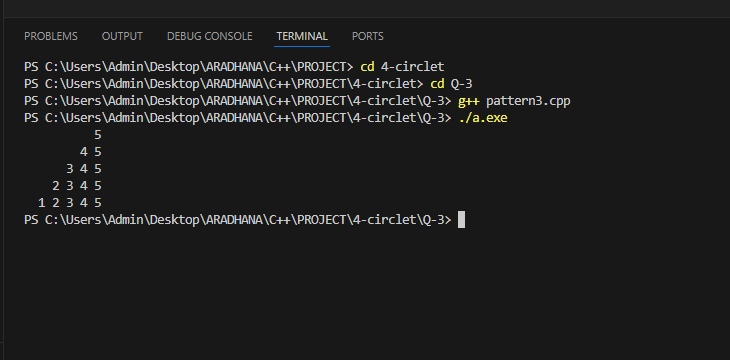 PROBLEMS OUTPUT DEBUG CONSOLE TERMINAL PORTS
PS C:\Users\Admin\Desktop\ARADHANA\C++\PROJECT> cd 4-circlet
PS C:\Users\Admin\Desktop\ARADHANA\C++\PROJECT\4-circlet> cd Q-3
PS C:\Users\Admin\Desktop\ARADHANA\C++\PROJECT\4-circlet\Q-3> g++ pattern3.cpp
PS C:\Users\Admin\Desktop\ARADHANA\C++\PROJECT\4-circlet\Q-3> ./a.exe
          5
        4 5
      3 4 5
    2 3 4 5
  1 2 3 4 5
PS C:\Users\Admin\Desktop\ARADHANA\C++\PROJECT\4-circlet\Q-3>